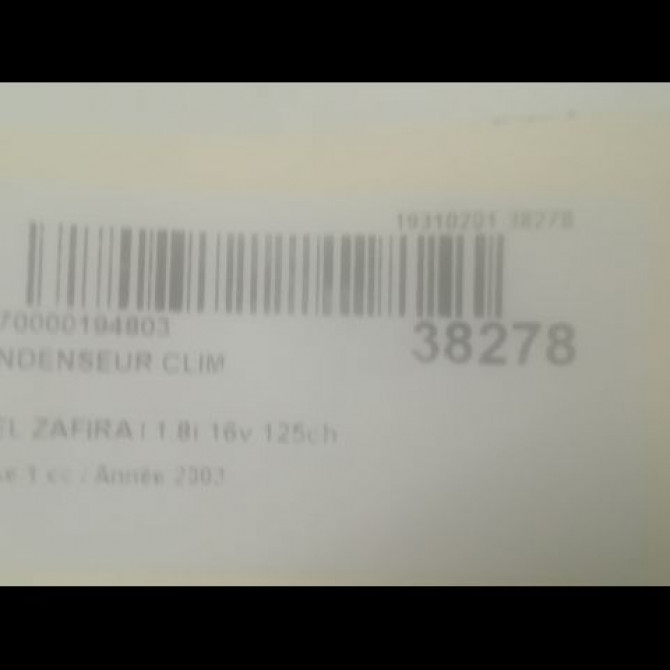 19310201 38278
70000194803
38278
NDENSEUR CLIM
EL ZAFIRA I 1.8i 16v 125ch
se 1 cc / Année 2003